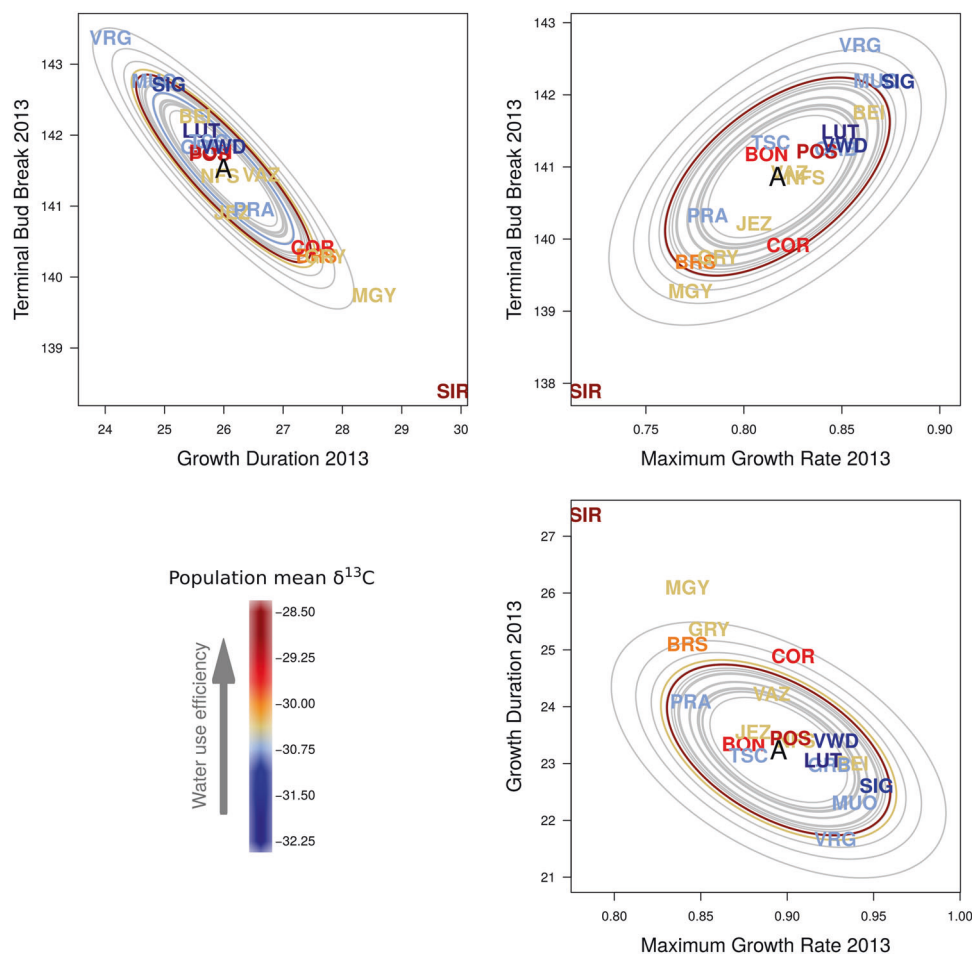 143
142
141
140
139
Terminal Bud Break 2013
VRG
MUO
SIG
BEI
LUT
VWD
POS
A
NFS
VAZ
JEZ
PRA
COR
BRS
MGY
SIR
24
25
26
27
28
29
30
Growth Duration 2013
143
142
141
140
139
138
Terminal Bud Break 2013
VRG
MUO
SIG
BEI
LUT
TSC
VWD
BON
POS
VAZ
A
NFS
PRA
JEZ
COR
BRS
GRY
MGY
SIR
0.75
0.80
0.85
0.90
Maximum Growth Rate 2013
Population mean δ13C
Water use efficiency
–28.50
–29.25
–30.00
–30.75
–31.50
–32.25
27
26
25
24
23
22
21
Growth Duration 2013
SIR
MGY
GRY
BRS
COR
PRA
VAZ
JEZ
BON
POS
NFS
VWD
A
TSC
LUT
BEI
SIG
MUO
VRG
0.80
0.85
0.90
0.95
1.00
Maximum Growth Rate 2013